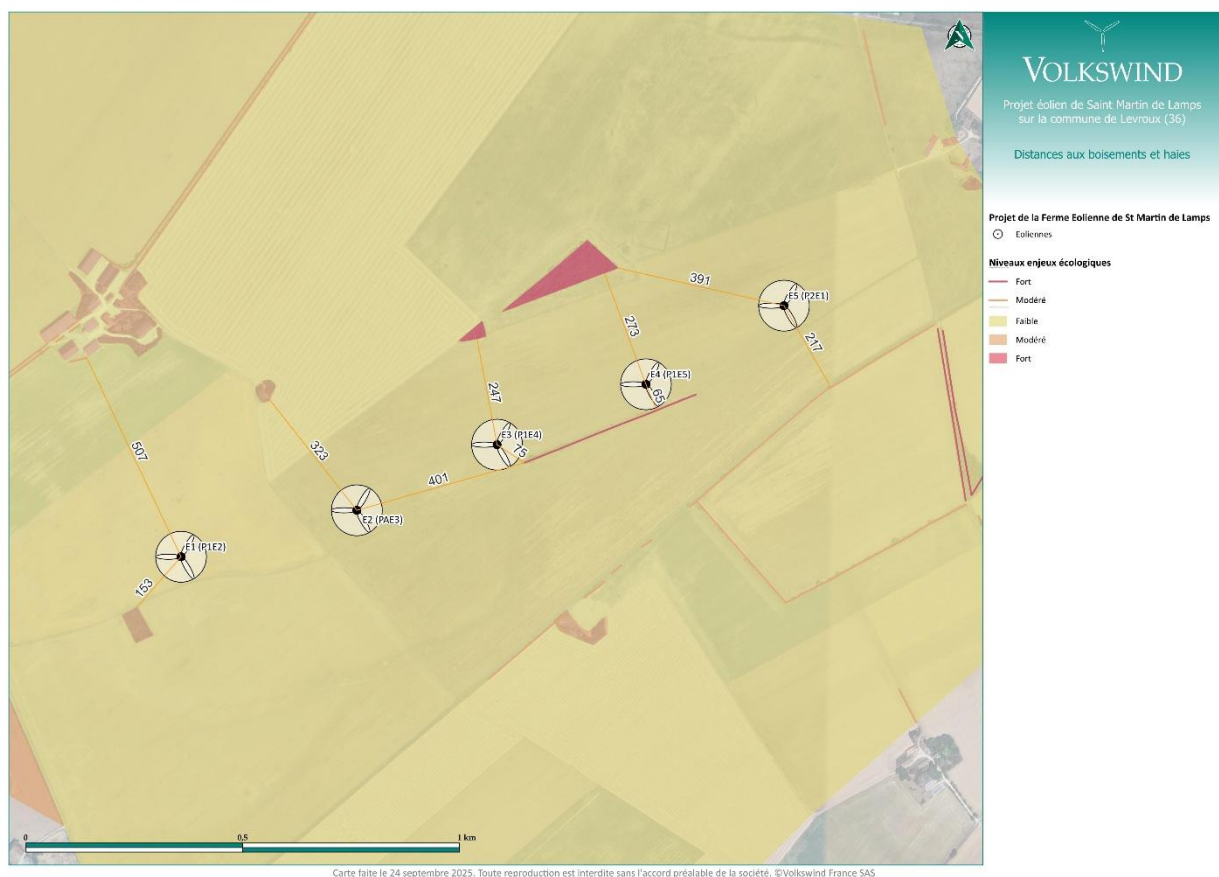 VOLKSWIND
Projet éolien de Saint Martin de Lamps
sur la commune de Levroux (36)
Distances aux boisements et haies
Projet de la Ferme Eolienne de St Martin de Lamps
Eoliennes
Niveaux enjeux écologiques
Fort
Modéré
Faible
Modéré
Fort
391
E5 (P2E1)
217
273
E4 (P1E5)
65
247
E3 (P1E4)
75
507
323
401
E2 (PAE3)
E1 (P1E2)
153
0
0,5
1 km
Carte faite le 24 septembre 2025. Toute reproduction est interdite sans l'accord préalable de la société. ©Volkswind France SAS